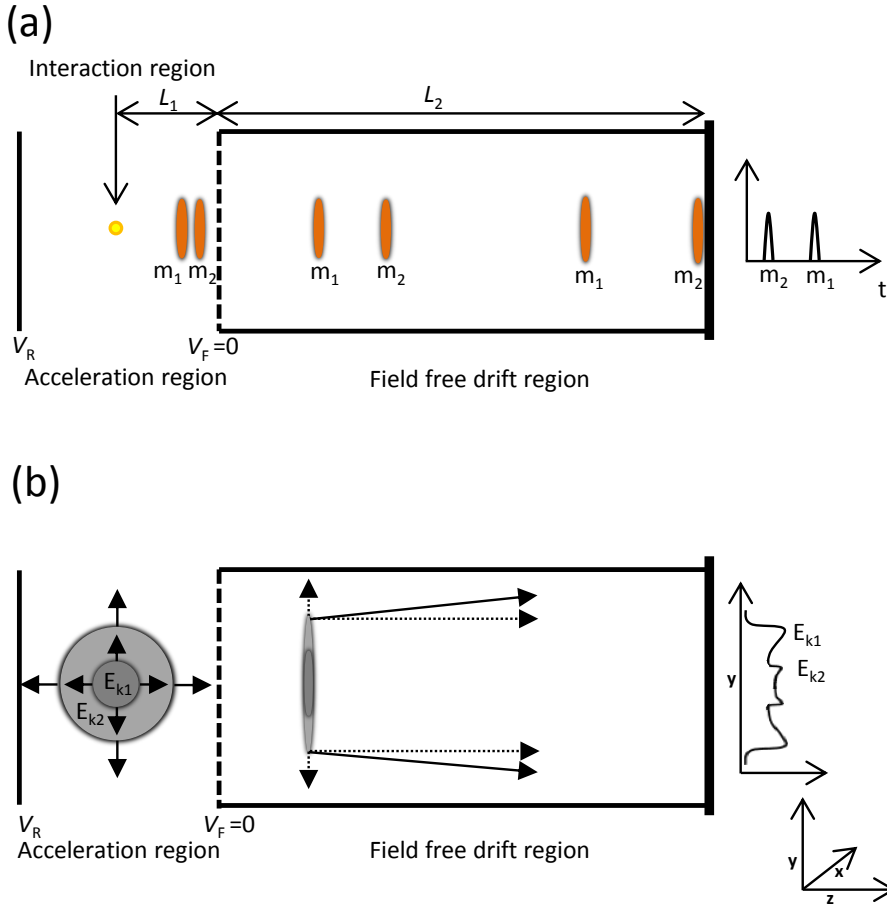 (a)
Interaction region
L1
L2
m1
m2
m1
m2
m1
m2
m2
m1
t
VR
VF =0
Acceleration region
Field free drift region
(b)
Ek1
Ek2
Ek1
Ek2
y
VR
VF =0
Acceleration region
Field free drift region
y
x
z